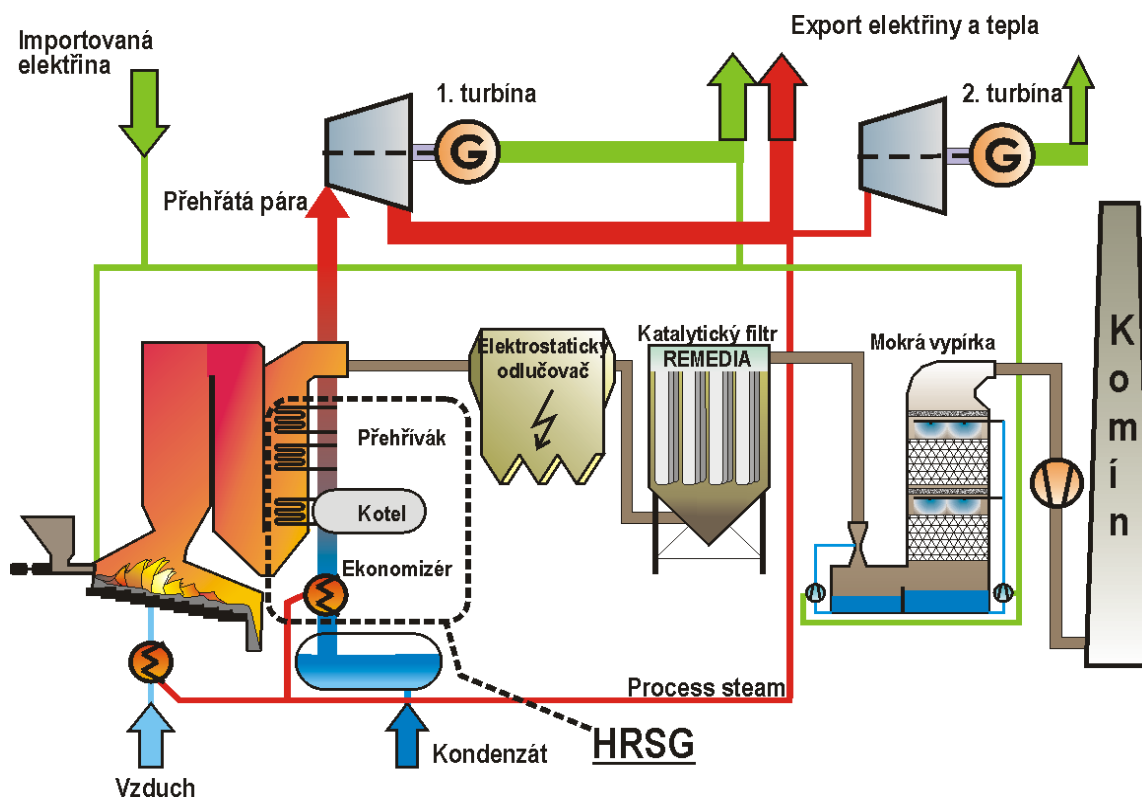 Importovaná
elektřina
Export elektřiny a tepla
1. turbína
2. turbína
G
G
Přehřátá pára
Elektrostatický
odlučovač
Katalytický filtr
REMEDIA
Mokrá vypírka
Komín
Přehřívák
Kotel
Ekonomizér
Process steam
HRSG
Kondenzát
Vzduch